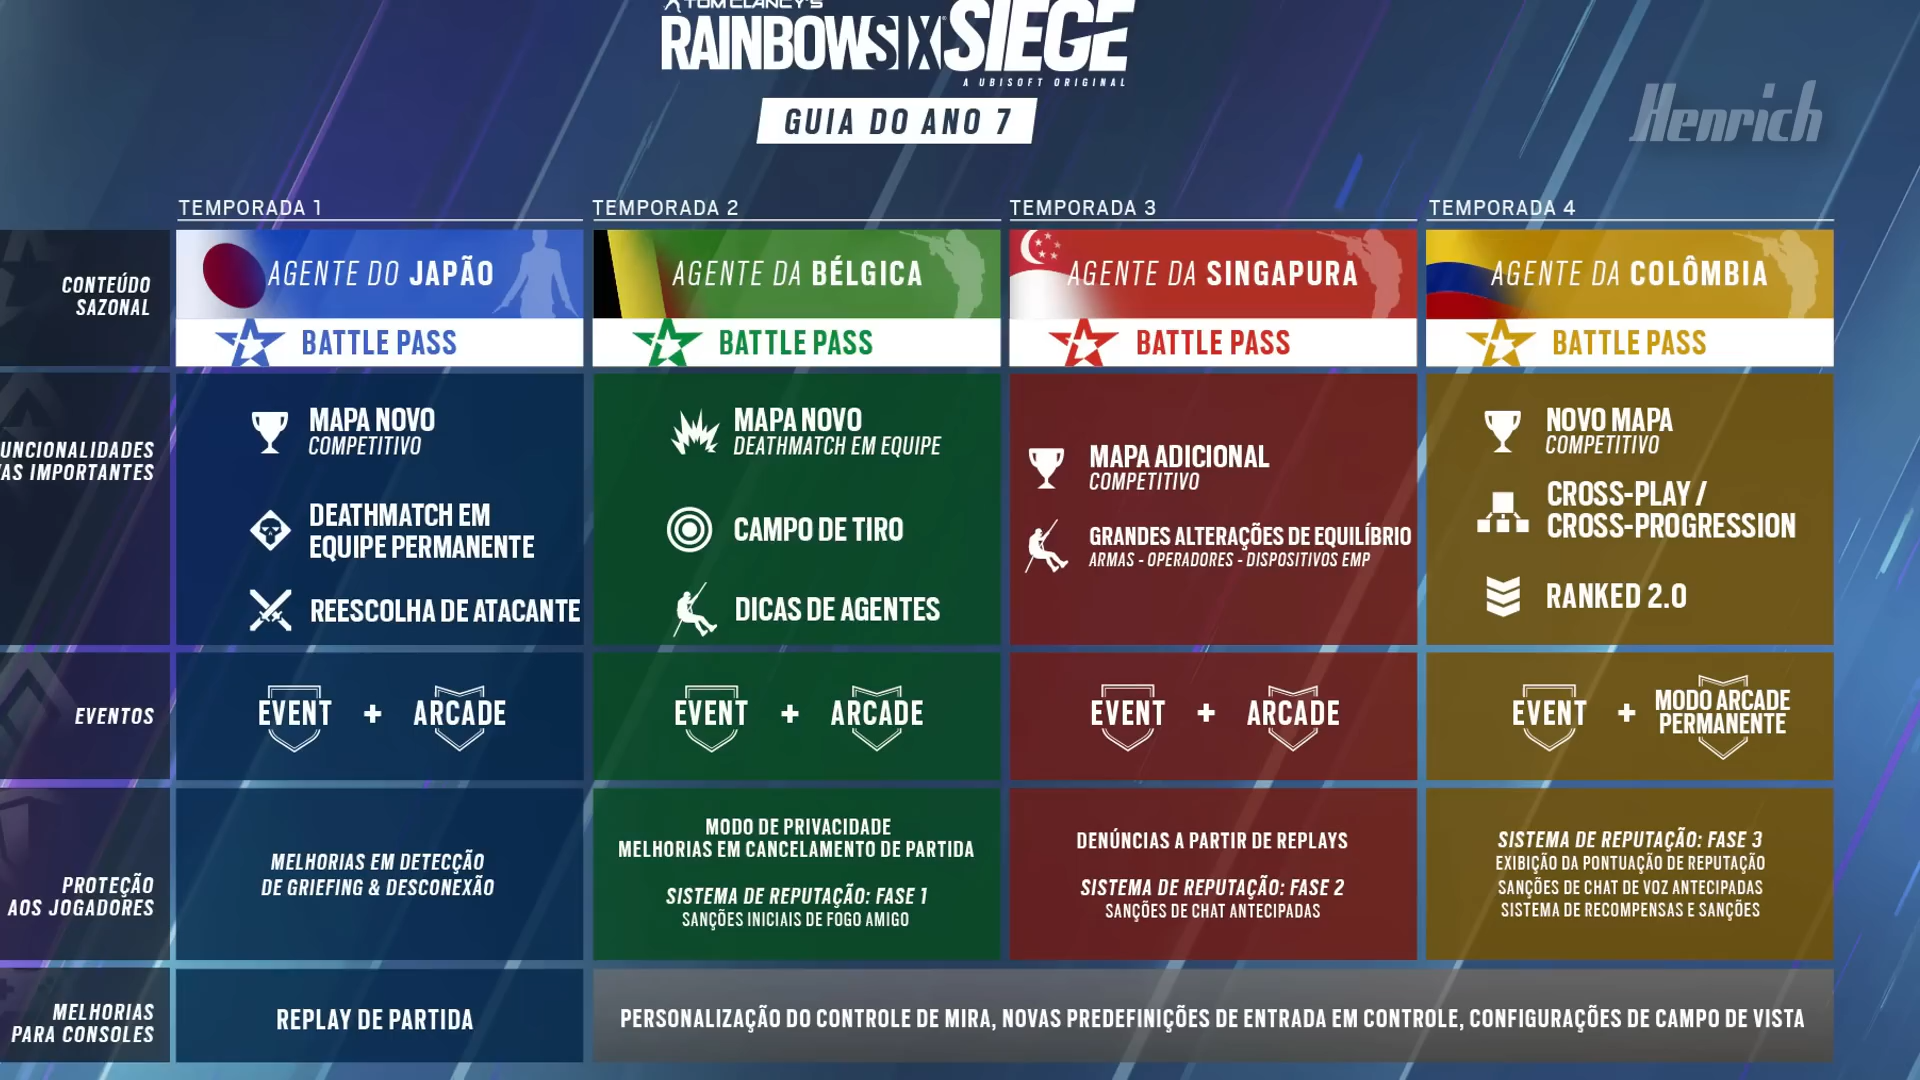 TOM CLANCY'S
RAINBOWSIX SIEGE
A UBISOFT ORIGINAL
GUIA DO ANO 7
Henrich
TEMPORADA 1
TEMPORADA 2
TEMPORADA 3
TEMPORADA 4
CONTEÚDO
SAZONAL
AGENTE DO JAPÃO
BATTLE PASS
AGENTE DA BÉLGICA
BATTLE PASS
AGENTE DA SINGAPURA
BATTLE PASS
AGENTE DA COLÔMBIA
BATTLE PASS
UNCIONALIDADES
VAS IMPORTANTES
MAPA NOVO
COMPETITIVO
DEATHMATCH EM
EQUIPE PERMANENTE
REESCOLHA DE ATACANTE
MAPA NOVO
DEATHMATCH EM EQUIPE
CAMPO DE TIRO
DICAS DE AGENTES
MAPA ADICIONAL
COMPETITIVO
GRANDES ALTERAÇÕES DE EQUILÍBRIO
ARMAS - OPERADORES - DISPOSITIVOS EMP
NOVO MAPA
COMPETITIVO
CROSS-PLAY /
CROSS-PROGRESSION
RANKED 2.0
EVENTOS
EVENT + ARCADE
EVENT + ARCADE
EVENT + ARCADE
EVENT + MODO ARCADE
PERMANENTE
PROTEÇÃO
AOS JOGADORES
MELHORIAS EM DETECÇÃO
DE GRIEFING & DESCONEXÃO
MODO DE PRIVACIDADE
MELHORIAS EM CANCELAMENTO DE PARTIDA
SISTEMA DE REPUTAÇÃO: FASE 1
SANÇÕES INICIAIS DE FOGO AMIGO
DENÚNCIAS A PARTIR DE REPLAYS
SISTEMA DE REPUTAÇÃO: FASE 2
SANÇÕES DE CHAT ANTECIPADAS
SISTEMA DE REPUTAÇÃO: FASE 3
EXIBIÇÃO DA PONTUAÇÃO DE REPUTAÇÃO
SANÇÕES DE CHAT DE VOZ ANTECIPADAS
SISTEMA DE RECOMPENSAS E SANÇÕES
MELHORIAS
PARA CONSOLES
REPLAY DE PARTIDA
PERSONALIZAÇÃO DO CONTROLE DE MIRA, NOVAS PREDEFINIÇÕES DE ENTRADA EM CONTROLE, CONFIGURAÇÕES DE CAMPO DE VISTA